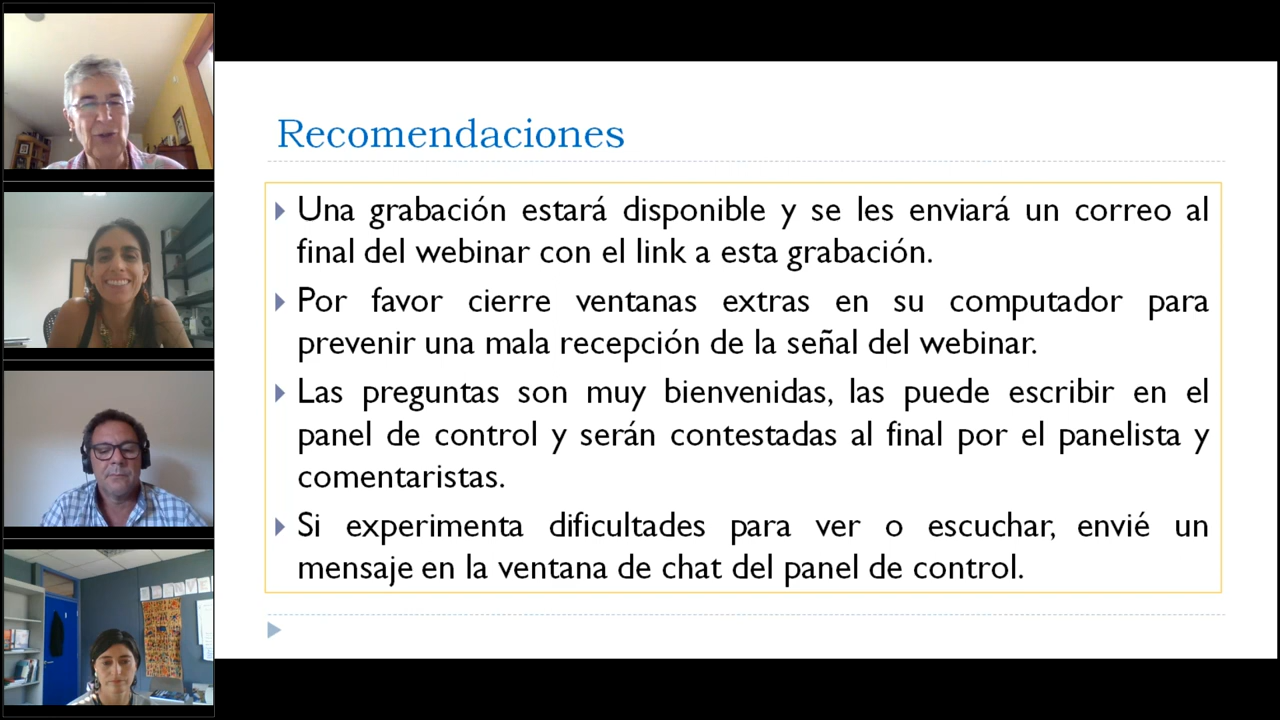 Recomendaciones
Una grabación estará disponible y se les enviará un correo al
final del webinar con el link a esta grabación.
Por favor cierre ventanas extras en su computador para
prevenir una mala recepción de la señal del webinar.
Las preguntas son muy bienvenidas, las puede escribir en el
panel de control y serán contestadas al final por el panelista y
comentaristas.
Si experimenta dificultades para ver o escuchar, envié un
mensaje en la ventana de chat del panel de control.